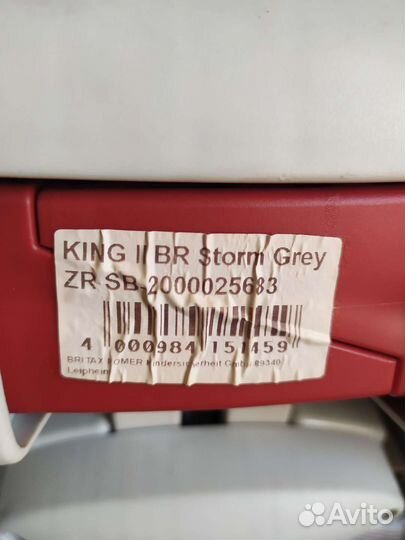 KING II BR Storm Grey
ZR SB 2000025683
4 000984 151459
BRITAX RÖMER Kindersicherheit GmbH 89340
Leipheim
Avito